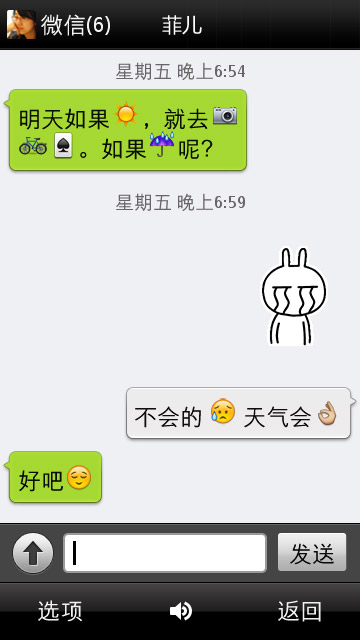 微信(6) 菲儿
星期五 晚上6:54
明天如果☀️，就去📷
🚲🂡。如果☔呢?
星期五 晚上6:59
不会的😥天气会👌
好吧😌
发送
选项 返回